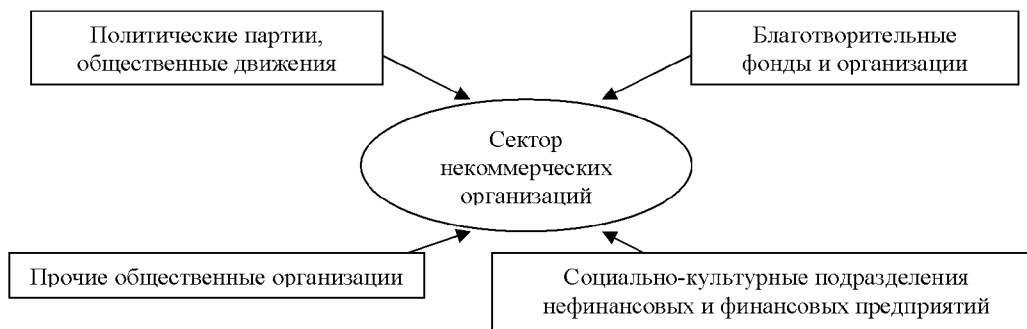 Политические партии,
общественные движения
Благотворительные
фонды и организации
Сектор
некоммерческих
организаций
Прочие общественные организации
Социально-культурные подразделения
нефинансовых и финансовых предприятий